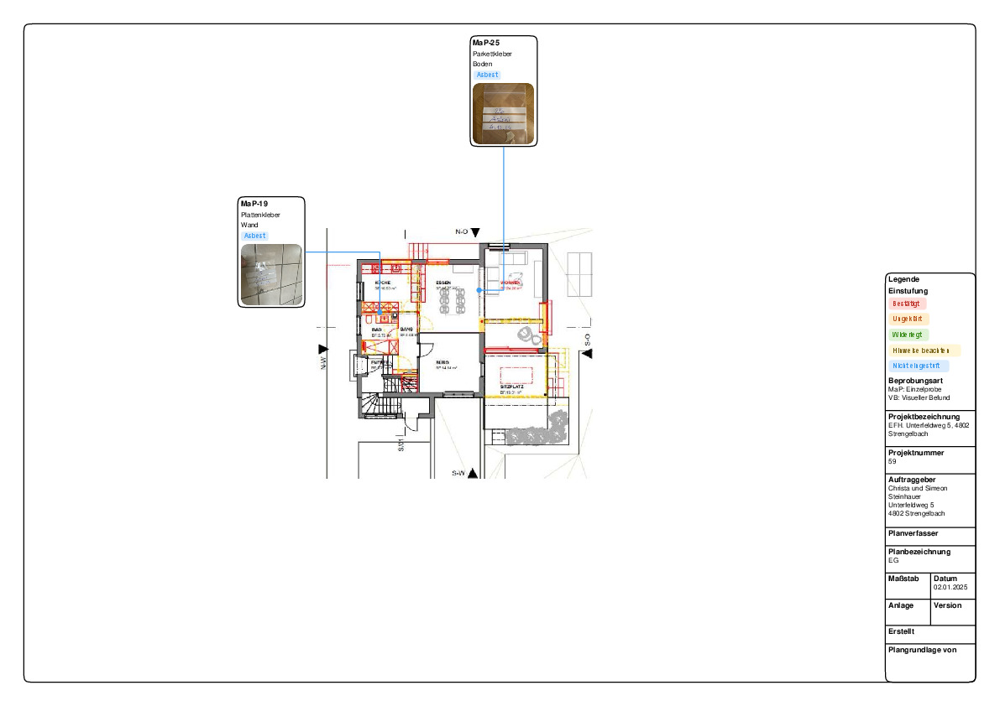 MaP-25
Parkettkleber
Boden
Asbest
25
MaP-19
Plattenkleber
Wand
Asbest
N-O
KÜCHE
ESSEN
WOHNEN
BAD
GANG
ENTREE
BÜRO
SITZPLATZ
N-W
S-O
S-W
Legende
Einstufung
Bestätigt
Ungeklärt
Widerlegt
Hinweise beachten
Nicht eingestuft
Beprobungsart
MaP: Einzelprobe
VB: Visueller Befund
Projektbezeichnung
EFH. Unterfeldweg 5, 4802
Strengelbach
Projektnummer
59
Auftraggeber
Christa und Simeon
Steinhauer
Unterfeldweg 5
4802 Strengelbach
Planverfasser
Planbezeichnung
EG
Maßstab
Datum
02.01.2025
Anlage
Version
Erstellt
Plangrundlage von